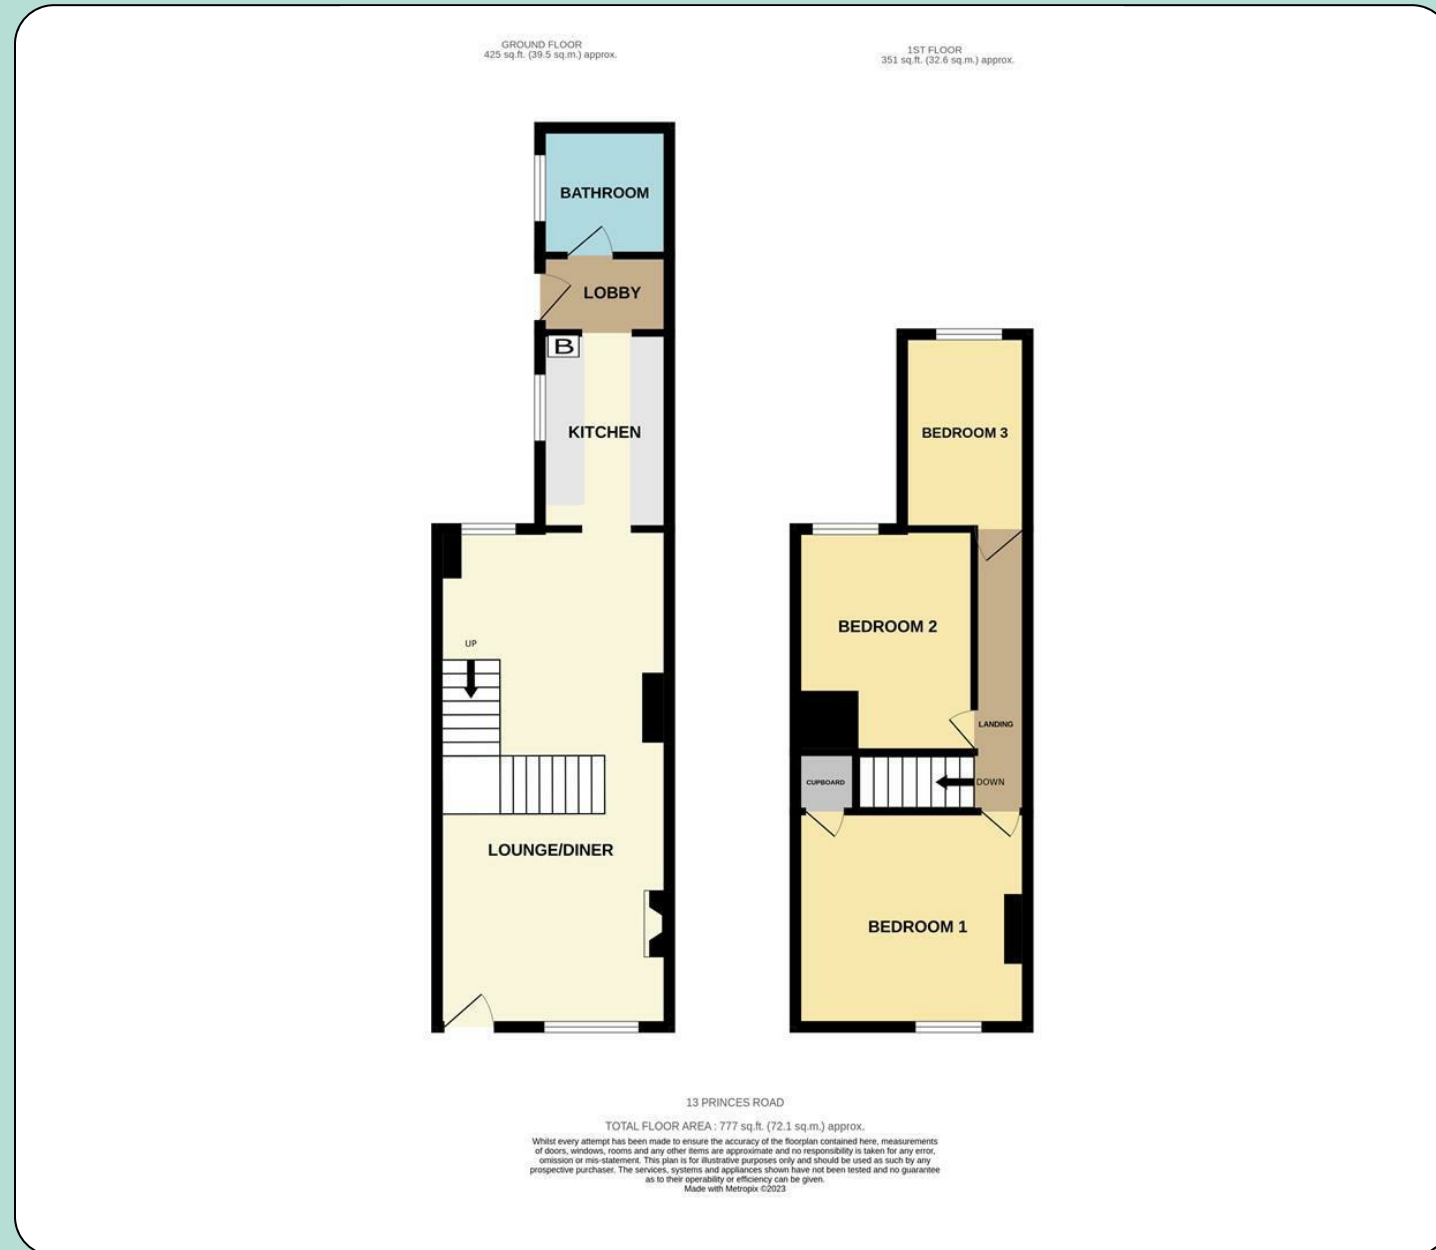 GROUND FLOOR
425 sq.ft. (39.5 sq.m.) approx.
1ST FLOOR
351 sq.ft. (32.6 sq.m.) approx.
BATHROOM
LOBBY
B
KITCHEN
UP
LOUNGE/DINER
BEDROOM 3
BEDROOM 2
LANDING
CUPBOARD
DOWN
BEDROOM 1
13 PRINCES ROAD
TOTAL FLOOR AREA : 777 sq.ft. (72.1 sq.m.) approx.
Whilst every attempt has been made to ensure the accuracy of the floorplan contained here, measurements
of doors, windows, rooms and any other items are approximate and no responsibility is taken for any error,
omission or mis-statement. This plan is for illustrative purposes only and should be used as such by any
prospective purchaser. The services, systems and appliances shown have not been tested and no guarantee
as to their operability or efficiency can be given.
Made with Metropix ©2023